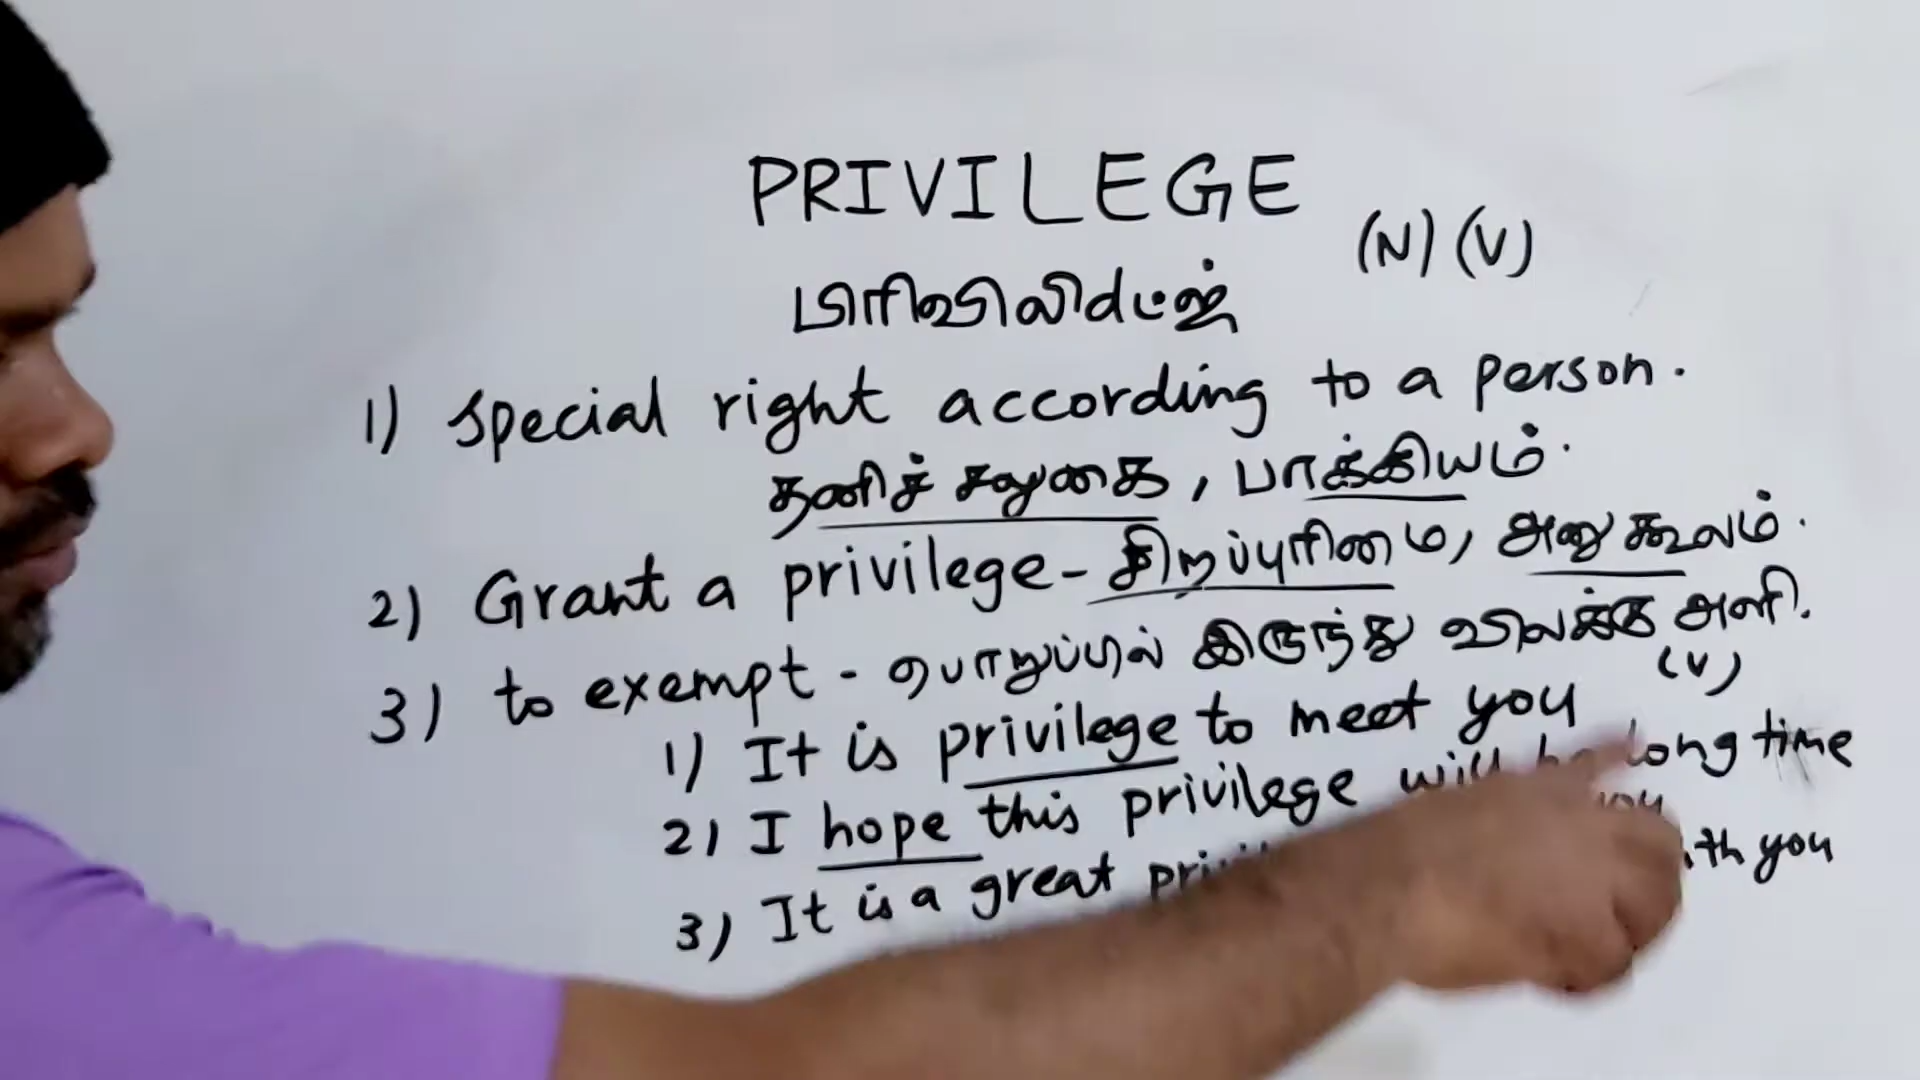 PRIVILEGE
(N) (V)
பிரிவிலிட்ஜ்
1) special right according to a person.
தனிச் சலுகை, பாக்கியம்.
2) Grant a privilege - சிறப்புரிமை, அனுகூலம்.
3) to exempt - பொறுப்பில் இருந்து விலக்கு அளி.
(V)
1) It is privilege to meet you
2) I hope this privilege will long time
you
3) It is a great with you